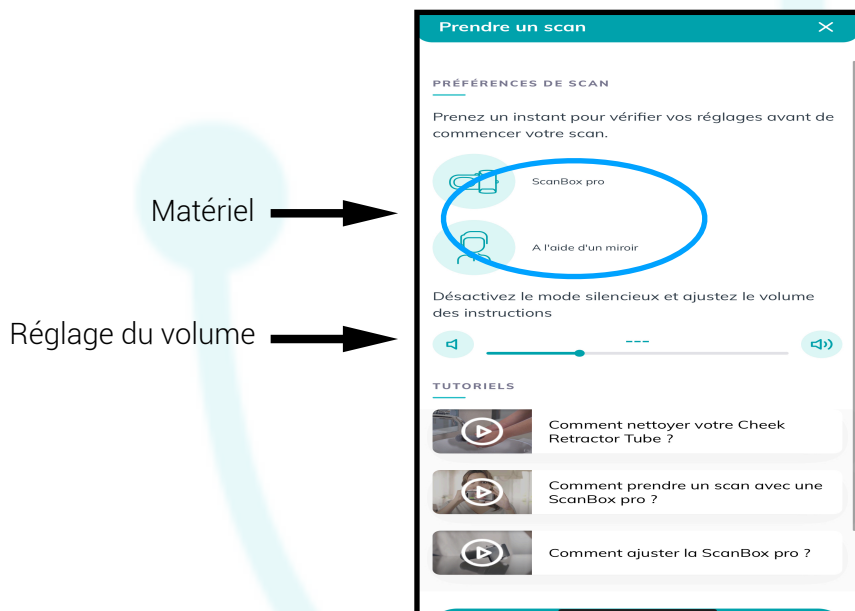 Prendre un scan
PRÉFÉRENCES DE SCAN
Prenez un instant pour vérifier vos réglages avant de
commencer votre scan.
Matériel
ScanBox pro
A l'aide d'un miroir
Désactivez le mode silencieux et ajustez le volume
des instructions
Réglage du volume
---
TUTORIELS
Comment nettoyer votre Cheek
Retractor Tube ?
Comment prendre un scan avec une
ScanBox pro ?
Comment ajuster la ScanBox pro ?